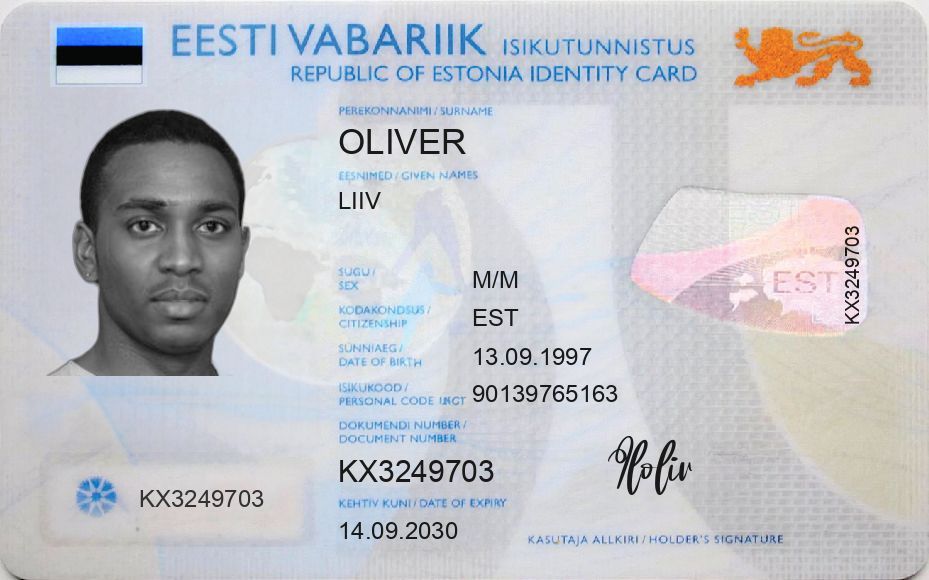 EESTI VABARIIK ISIKUTUNNISTUS
REPUBLIC OF ESTONIA IDENTITY CARD
PEREKONNANIMI / SURNAME
OLIVER
EESNIMED / GIVEN NAMES
LIIV
SUGU /
SEX
M/M
KODAKONDSUS /
CITIZENSHIP
EST
SÜNNIAEG /
DATE OF BIRTH
13.09.1997
ISIKUKOOD /
PERSONAL CODE
90139765163
DOKUMENDI NUMBER /
DOCUMENT NUMBER
KX3249703
KEHTIV KUNI / DATE OF EXPIRY
14.09.2030
KX3249703
EST
KX3249703
KASUTAJA ALLKIRI / HOLDER'S SIGNATURE